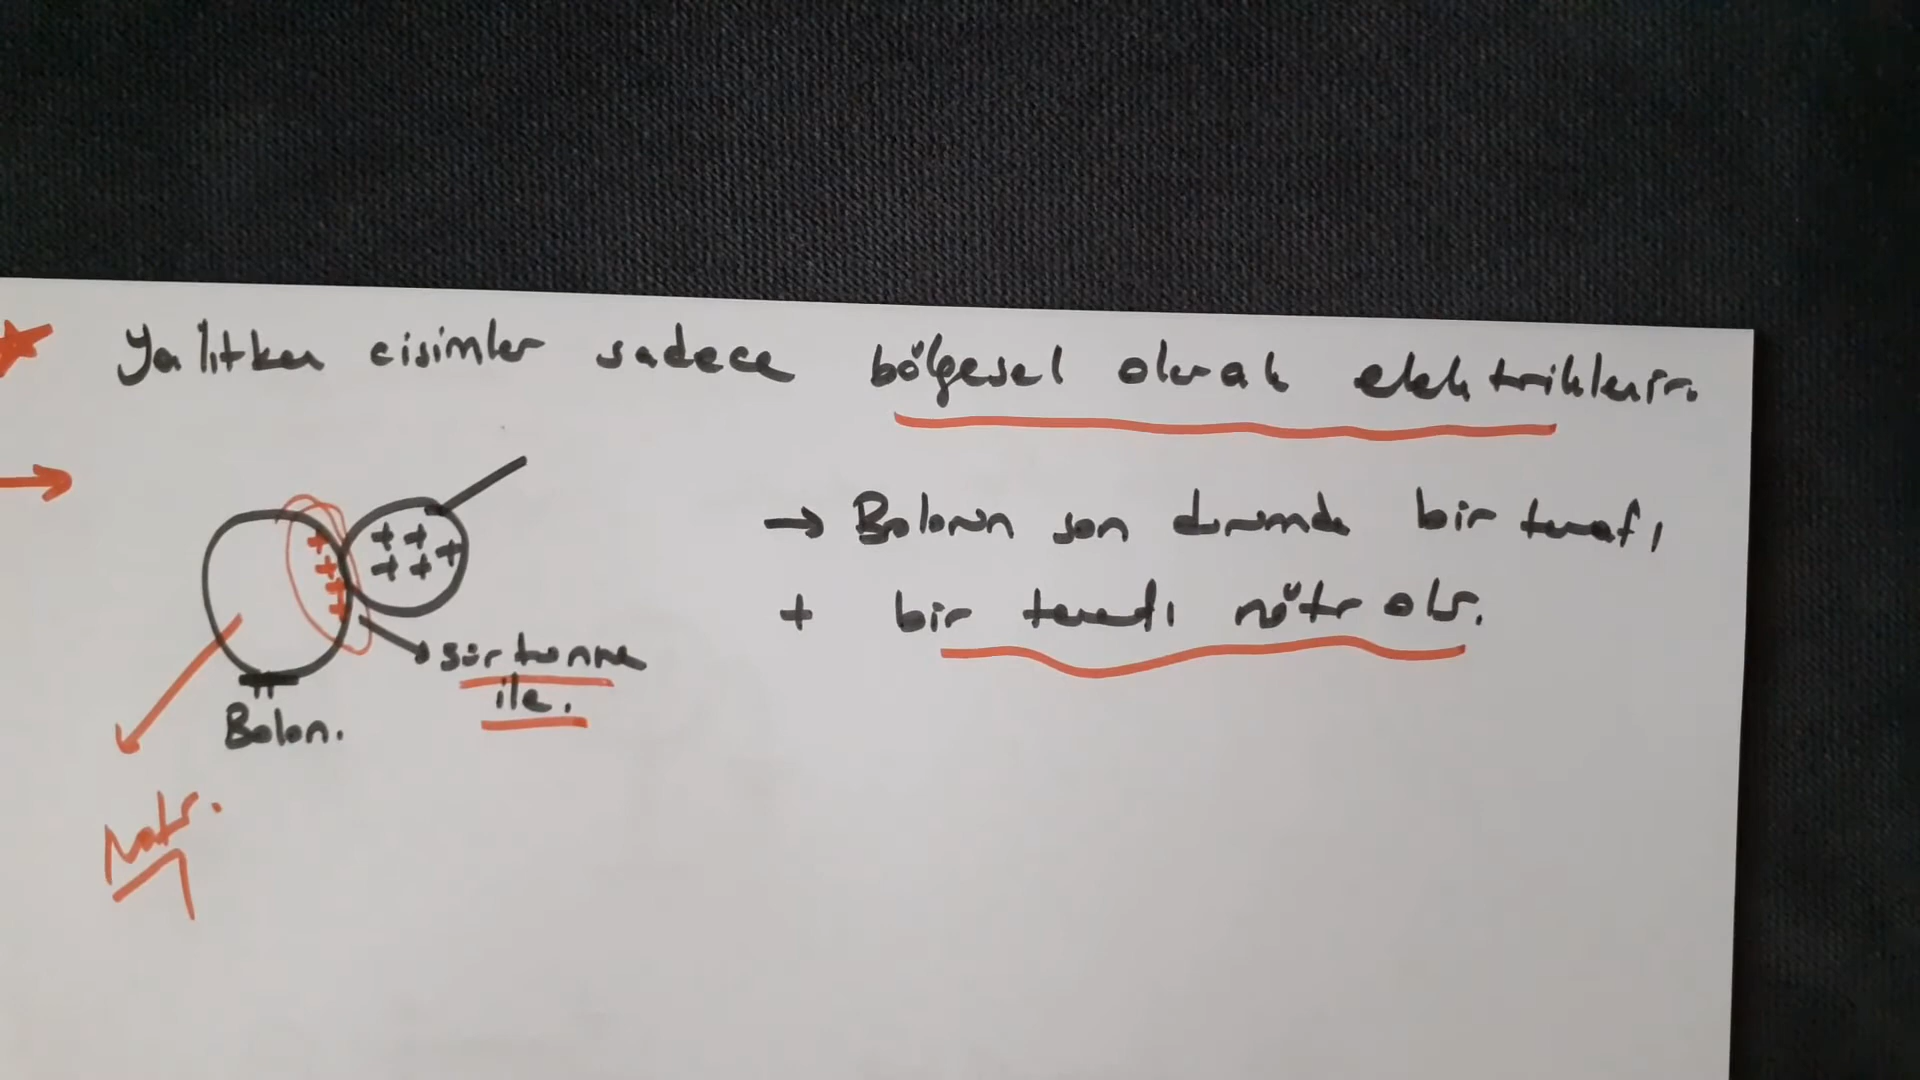 Yalıtkan cisimler sadece bölgesel olarak elektriklenir.
→ Balonun son durumda bir tarafı
+ bir tarafı nötr olur.
+ + + +
+ + + + +
sürtünme
ile.
Balon.
Nötr.